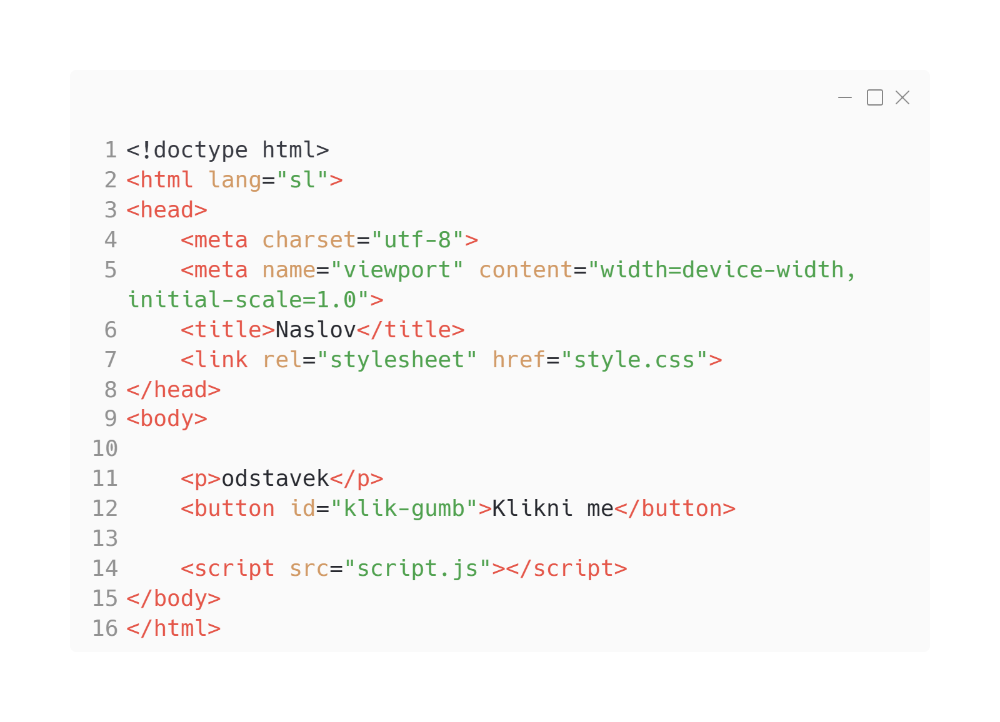 1 <!doctype html>
2 <html lang="sl">
3 <head>
4     <meta charset="utf-8">
5     <meta name="viewport" content="width=device-width,
initial-scale=1.0">
6     <title>Naslov</title>
7     <link rel="stylesheet" href="style.css">
8 </head>
9 <body>
10
11     <p>odstavek</p>
12     <button id="klik-gumb">Klikni me</button>
13
14     <script src="script.js"></script>
15 </body>
16 </html>